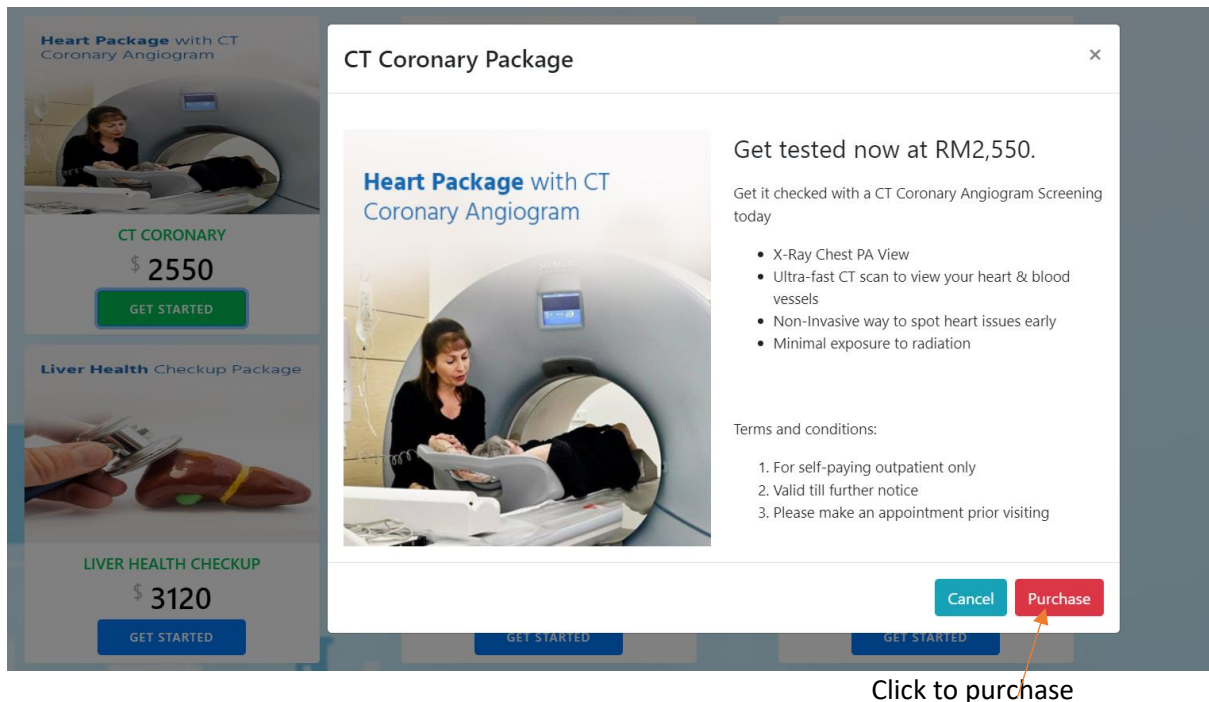 Heart Package with CT
Coronary Angiogram
CT CORONARY
$ 2550
GET STARTED
Liver Health Checkup Package
LIVER HEALTH CHECKUP
$ 3120
GET STARTED
CT Coronary Package
×
Heart Package with CT
Coronary Angiogram
Get tested now at RM2,550.
Get it checked with a CT Coronary Angiogram Screening
today
• X-Ray Chest PA View
• Ultra-fast CT scan to view your heart & blood
vessels
• Non-Invasive way to spot heart issues early
• Minimal exposure to radiation
Terms and conditions:
1. For self-paying outpatient only
2. Valid till further notice
3. Please make an appointment prior visiting
Cancel
Purchase
GET STARTED
GET STARTED
Click to purchase